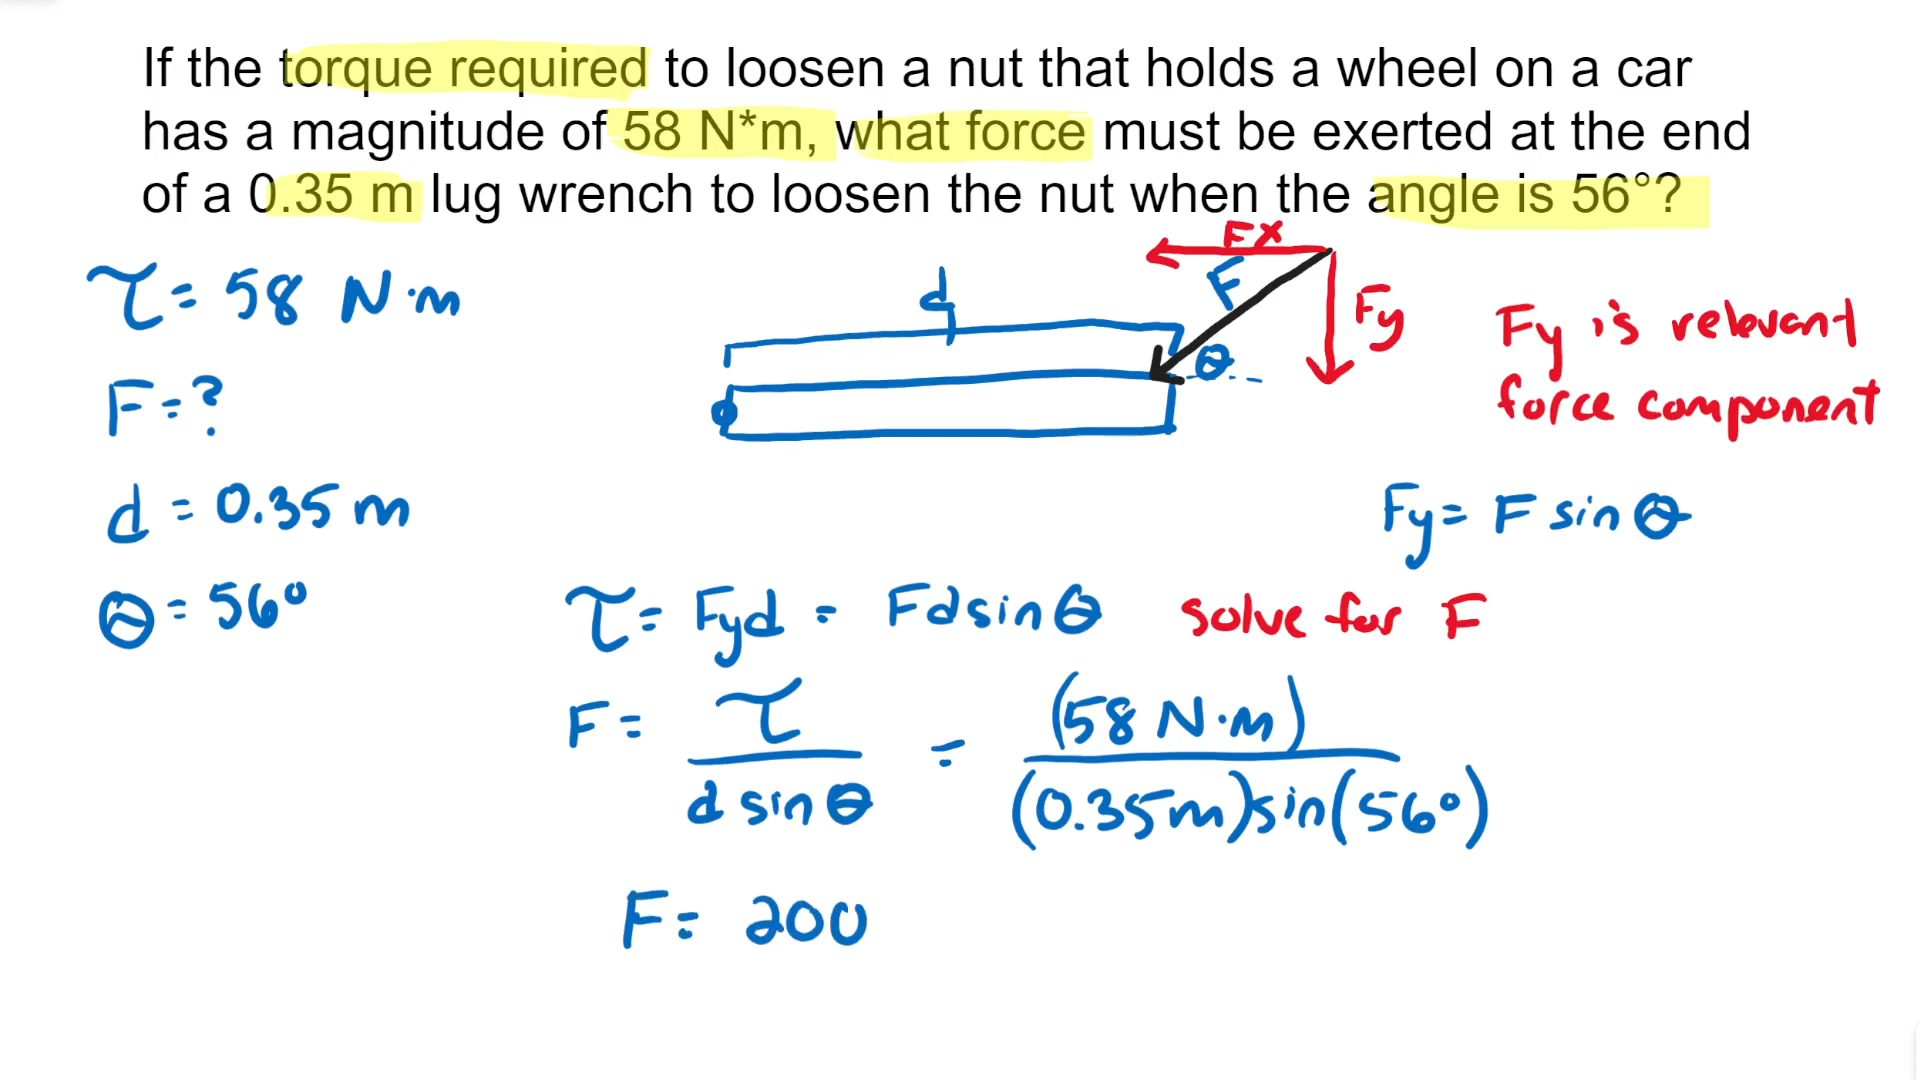 If the torque required to loosen a nut that holds a wheel on a car
has a magnitude of 58 N*m, what force must be exerted at the end
of a 0.35 m lug wrench to loosen the nut when the angle is 56°?
τ = 58 N·m
F = ?
d = 0.35 m
θ = 56°
d
Fx
F
Fy
θ
Fy is relevant
force component
Fy = F sin θ
τ = Fyd = Fd sin θ solve for F
F = τ / d sin θ = (58 N·m) / (0.35m) sin(56°)
F = 200